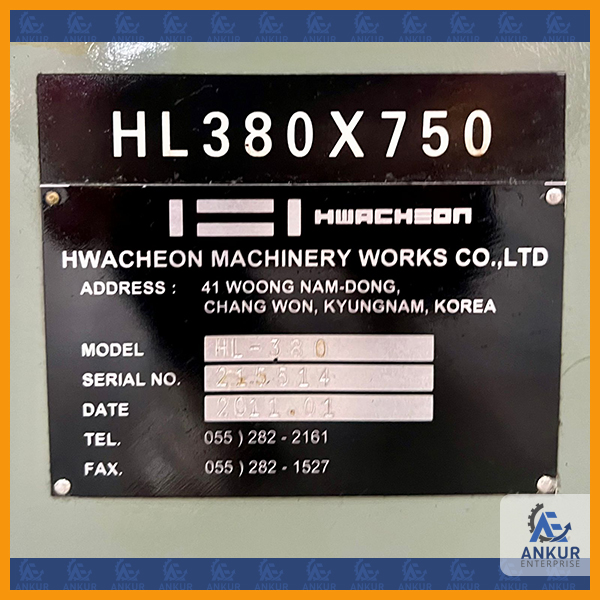 HL380X750
HWACHEON
HWACHEON MACHINERY WORKS CO.,LTD
ADDRESS : 41 WOONG NAM-DONG,
CHANG WON, KYUNGNAM, KOREA
MODEL HL-380
SERIAL NO. 215614
DATE 2011.01
TEL. 055 ) 282 - 2161
FAX. 055 ) 282 - 1527
ANKUR
ENTERPRISE